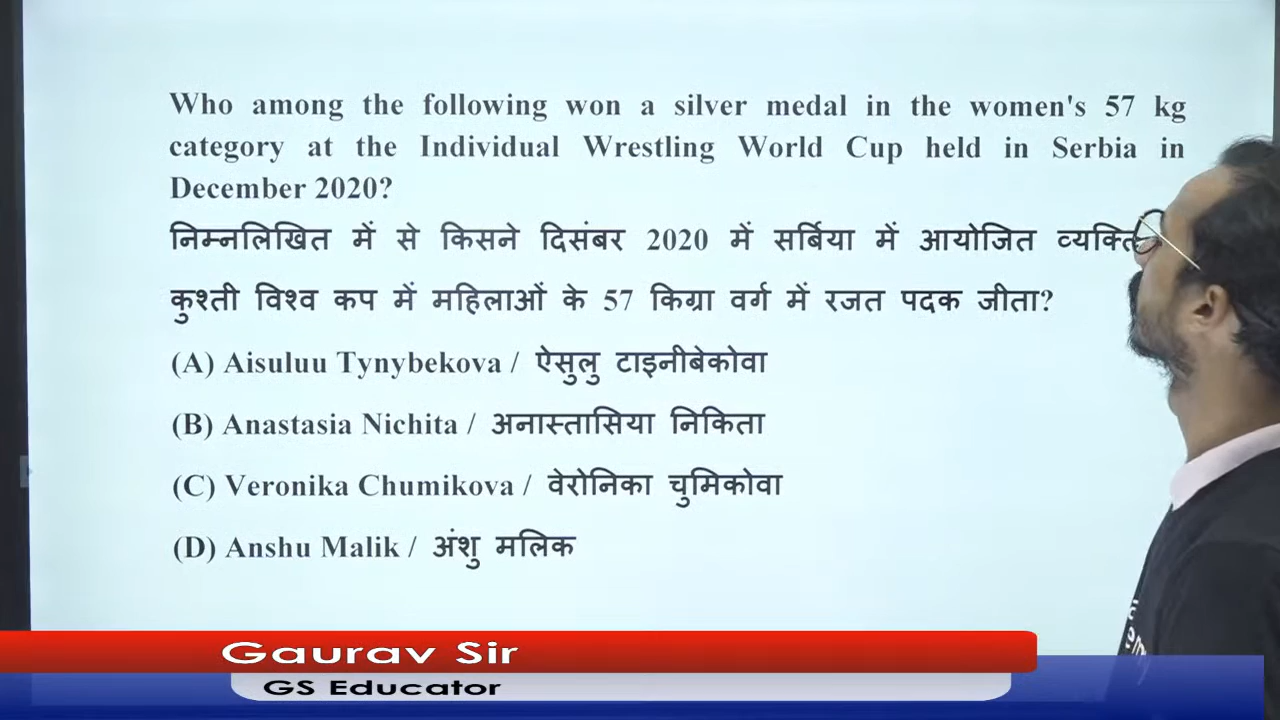 Who among the following won a silver medal in the women's 57 kg
category at the Individual Wrestling World Cup held in Serbia in
December 2020?
निम्नलिखित में से किसने दिसंबर 2020 में सर्बिया में आयोजित
कुश्ती विश्व कप में महिलाओं के 57 किग्रा वर्ग में रजत पदक जीता?
(A) Aisuluu Tynybekova / ऐसुलु टाइनीबेकोवा
(B) Anastasia Nichita / अनास्तासिया निकिता
(C) Veronika Chumikova / वेरोनिका चुमिकोवा
(D) Anshu Malik / अंशु मलिक
Gaurav Sir
GS Educator